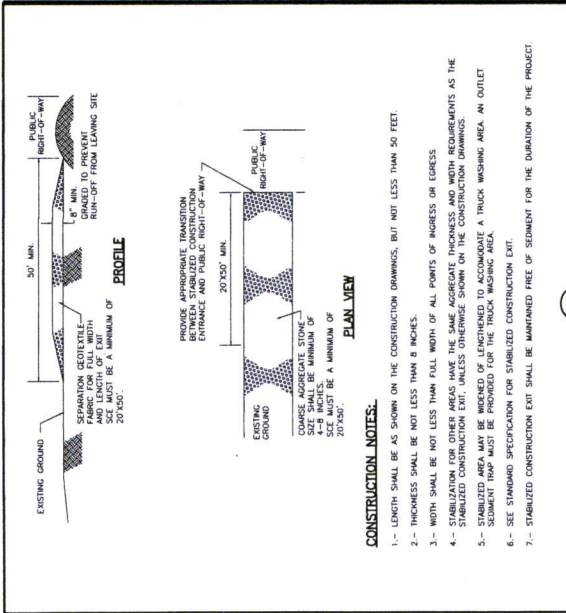 EXISTING GROUND
50' MIN.
PUBLIC
RIGHT-OF-WAY
8" MIN.
GRADED TO PREVENT
RUN-OFF FROM LEAVING SITE
SEPARATION GEOTEXTILE-
FABRIC FOR FULL WIDTH
AND LENGTH OF EXIT
SCE MUST BE A MINIMUM OF
20'X50'.
PROFILE
PROVIDE APPROPRIATE TRANSITION
BETWEEN STABILIZED CONSTRUCTION
ENTRANCE AND PUBLIC RIGHT-OF-WAY
20'X50' MIN.
EXISTING
GROUND
PUBLIC
RIGHT-OF-WAY
COARSE AGGREGATE STONE-
SIZE SHALL BE MINIMUM OF
4-8 INCHES.
SCE MUST BE A MINIMUM OF
20'X50'.
PLAN VIEW
CONSTRUCTION NOTES:
1.- LENGTH SHALL BE AS SHOWN ON THE CONSTRUCTION DRAWINGS, BUT NOT LESS THAN 50 FEET.
2.- THICKNESS SHALL BE NOT LESS THAN 8 INCHES.
3.- WIDTH SHALL BE NOT LESS THAN FULL WIDTH OF ALL POINTS OF INGRESS OR EGRESS
4.- STABILIZATION FOR OTHER AREAS HAVE THE SAME AGGREGATE THICKNESS AND WIDTH REQUIREMENTS AS THE
STABILIZED CONSTRUCTION EXIT, UNLESS OTHERWISE SHOWN ON THE CONSTRUCTION DRAWINGS.
5.- STABILIZED AREA MAY BE WIDENED OF LENGTHENED TO ACCOMODATE A TRUCK WASHING AREA. AN OUTLET
SEDIMENT TRAP MUST BE PROVIDED FOR THE TRUCK WASHING AREA.
6.- SEE STANDARD SPECIFICATION FOR STABILIZED CONSTRUCTION EXIT.
7.- STABILIZED CONSTRUCTION EXIT SHALL BE MAINTAINED FREE OF SEDIMENT FOR THE DURATION OF THE PROJECT.